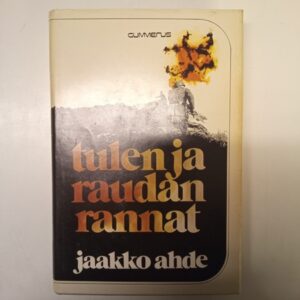 GUMMERUS
tulen ja
raudan
rannat
jaakko ahde